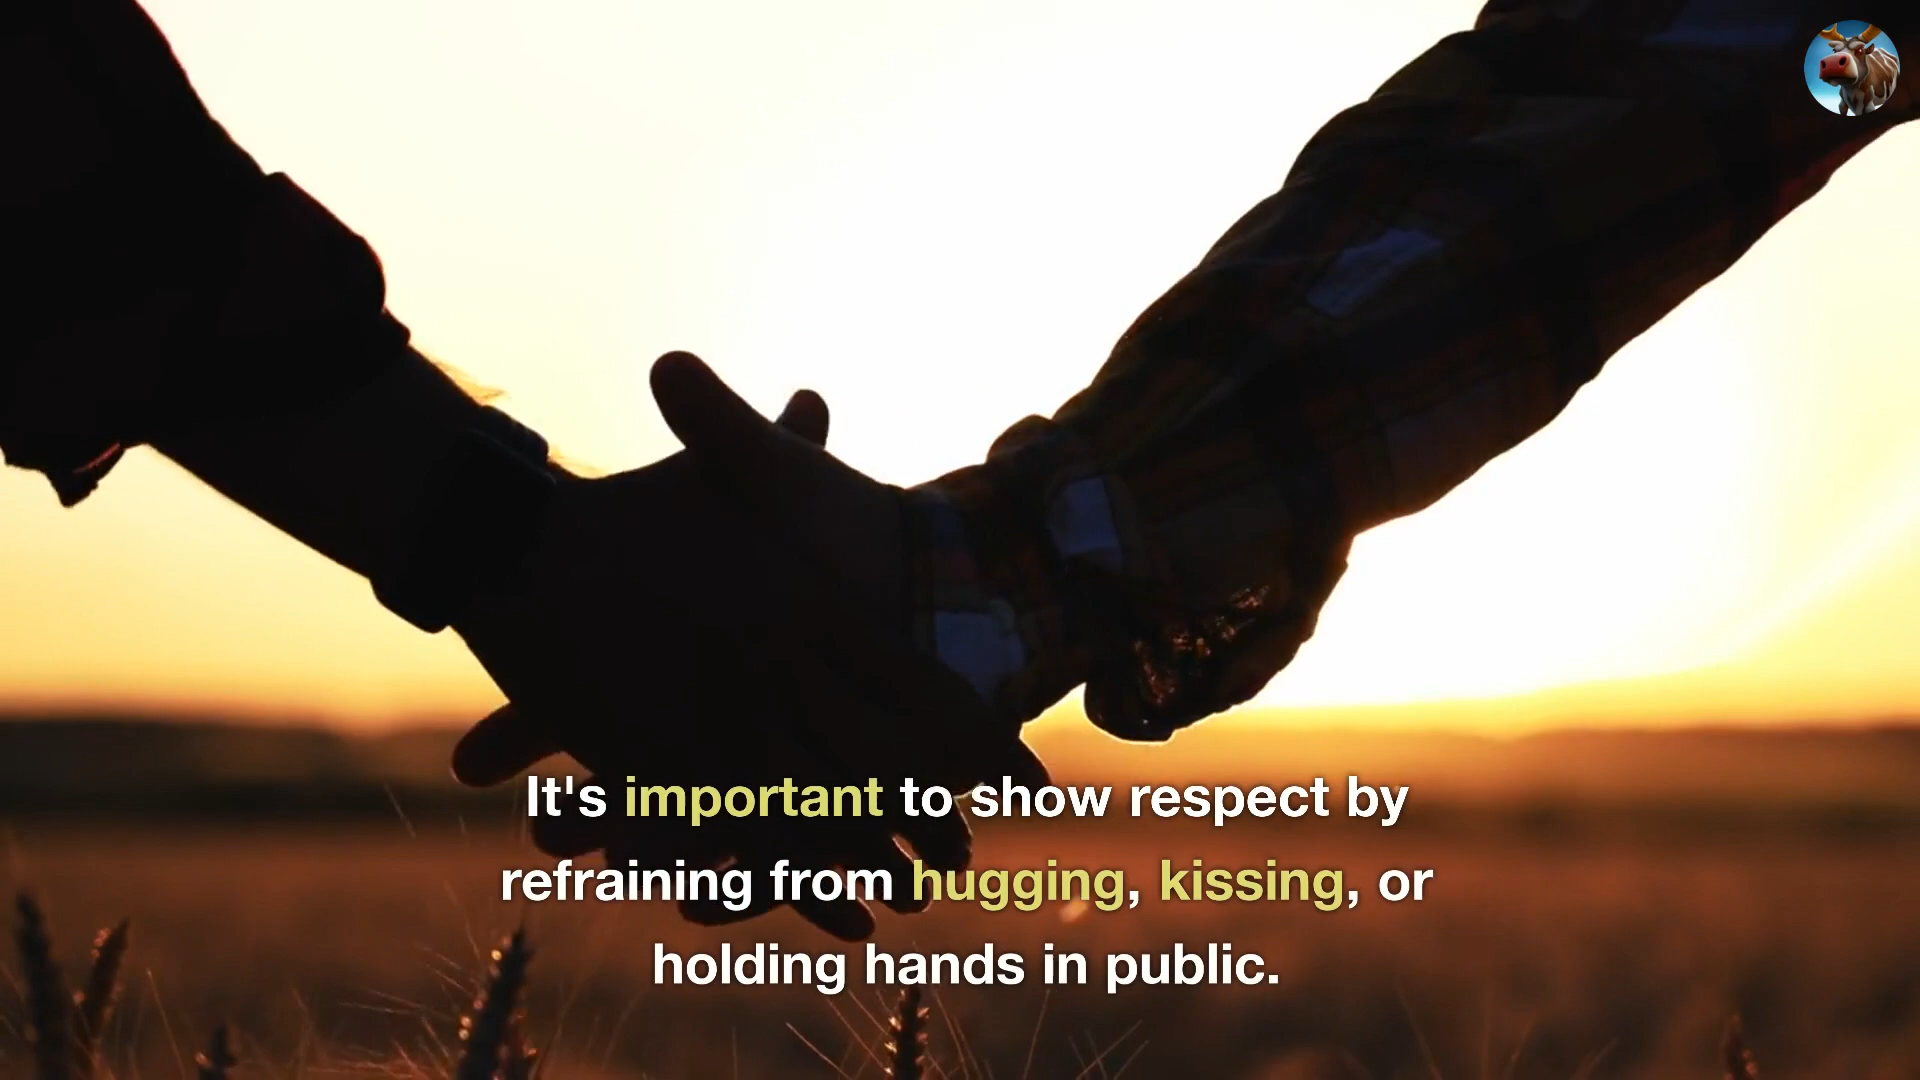 It's important to show respect by
refraining from hugging, kissing, or
holding hands in public.